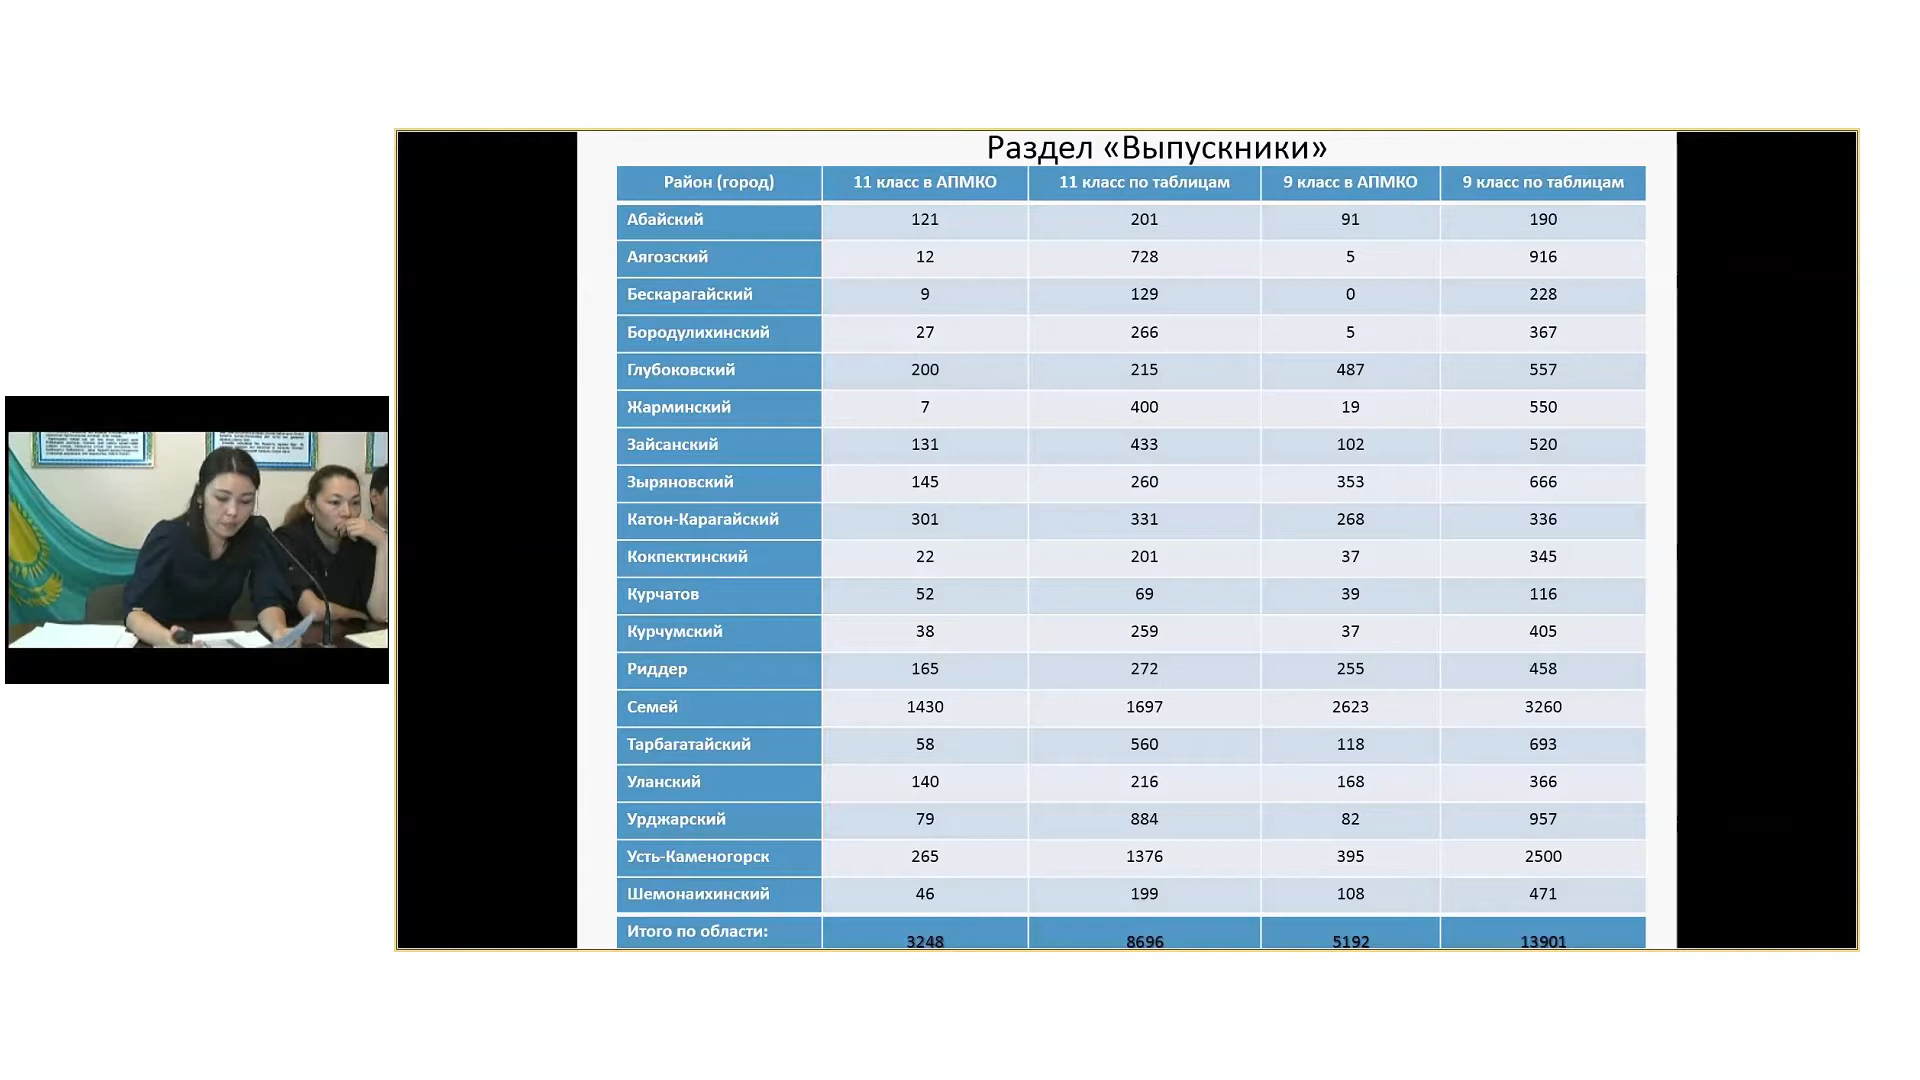 Раздел «Выпускники»
Район (город) 11 класс в АПМКО 11 класс по таблицам 9 класс в АПМКО 9 класс по таблицам
Абайский 121 201 91 190
Аягозский 12 728 5 916
Бескарагайский 9 129 0 228
Бородулихинский 27 266 5 367
Глубоковский 200 215 487 557
Жарминский 7 400 19 550
Зайсанский 131 433 102 520
Зыряновский 145 260 353 666
Катон-Карагайский 301 331 268 336
Кокпектинский 22 201 37 345
Курчатов 52 69 39 116
Курчумский 38 259 37 405
Риддер 165 272 255 458
Семей 1430 1697 2623 3260
Тарбагатайский 58 560 118 693
Уланский 140 216 168 366
Урджарский 79 884 82 957
Усть-Каменогорск 265 1376 395 2500
Шемонаихинский 46 199 108 471
Итого по области: 3248 8696 5192 13901